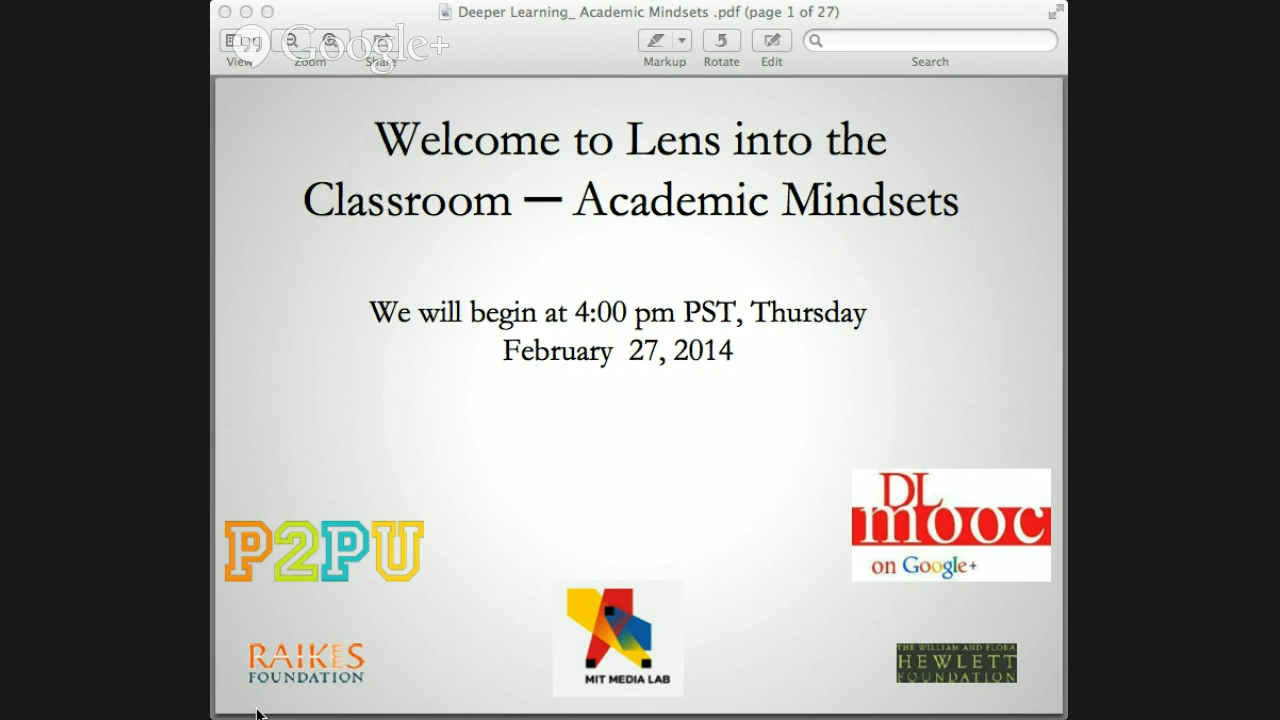 Deeper Learning_ Academic Mindsets .pdf (page 1 of 27)
Google+
View Zoom Share Markup Rotate Edit Search
Welcome to Lens into the
Classroom — Academic Mindsets
We will begin at 4:00 pm PST, Thursday
February 27, 2014
DL
mooc
on Google+
P2PU
RAIKES
FOUNDATION
MIT MEDIA LAB
THE WILLIAM AND FLORA
HEWLETT
FOUNDATION